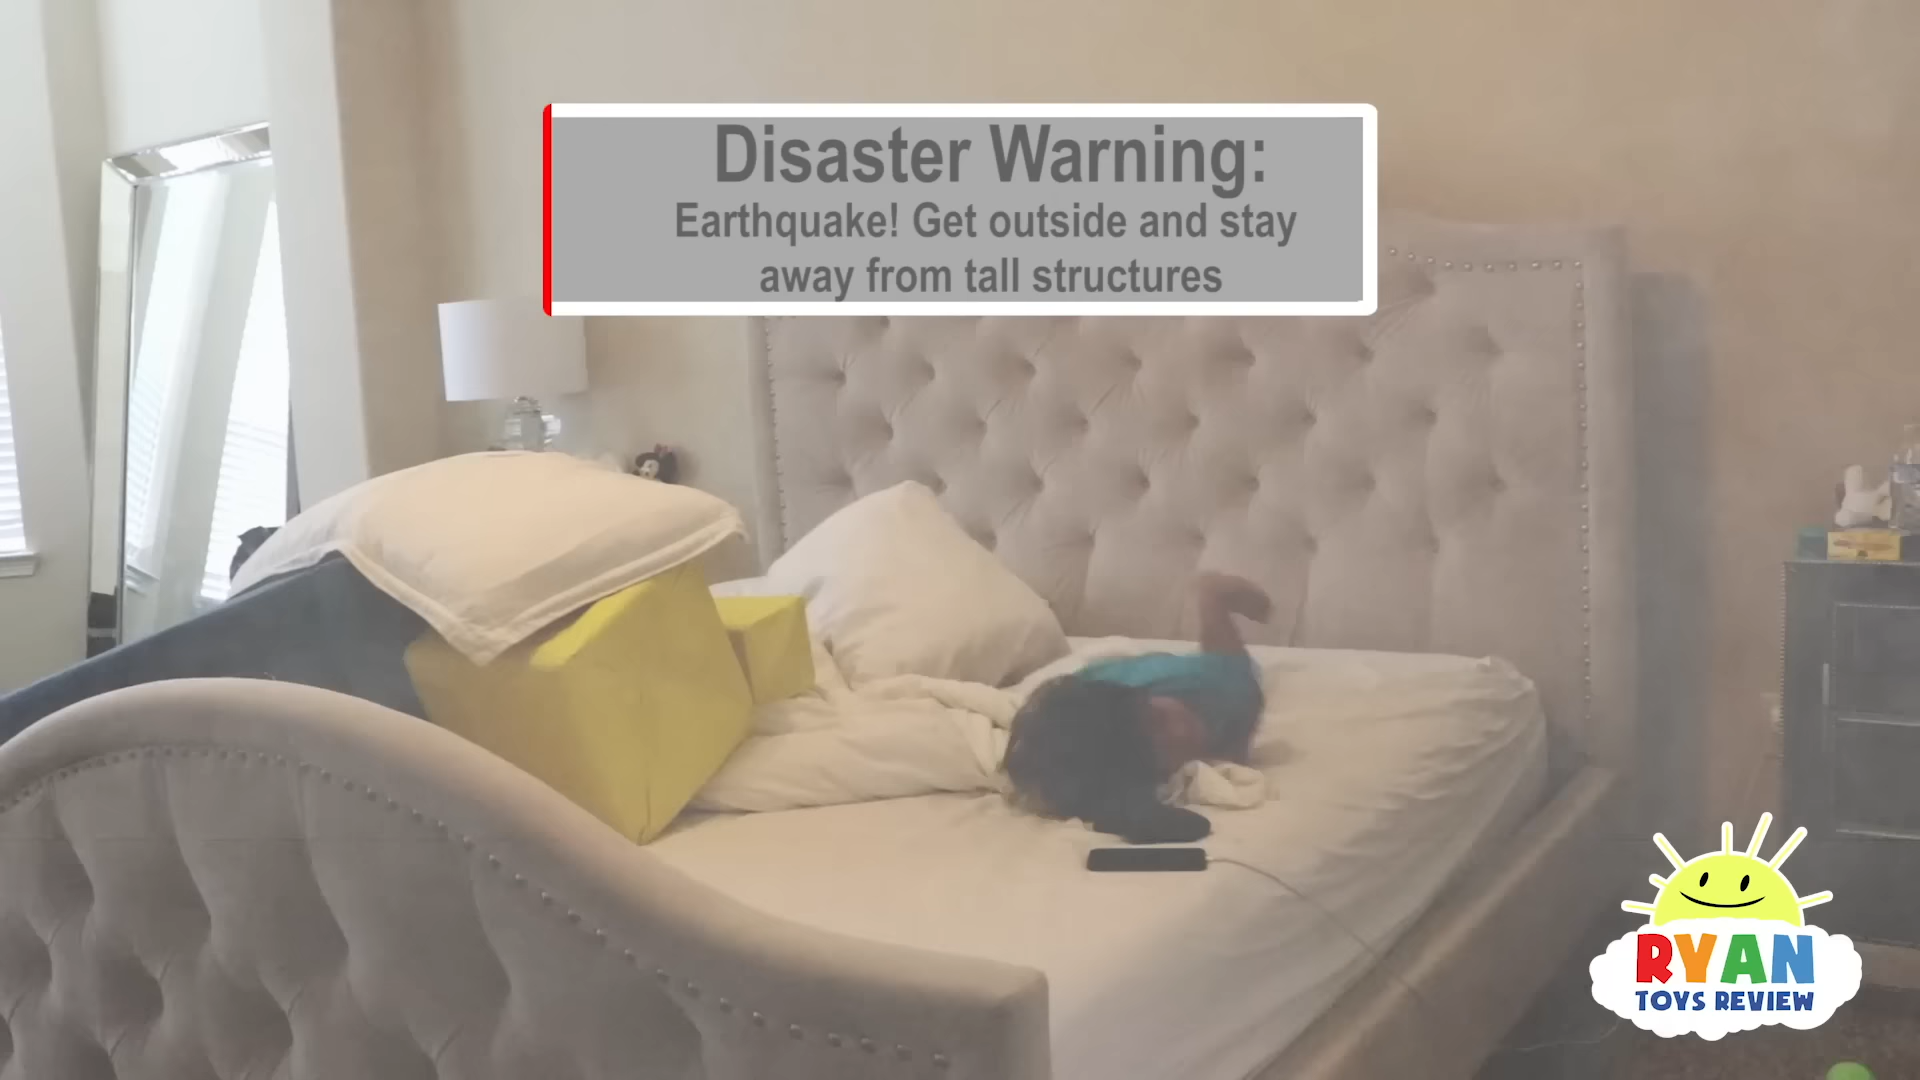 Disaster Warning:
Earthquake! Get outside and stay
away from tall structures
RYAN
TOYS REVIEW